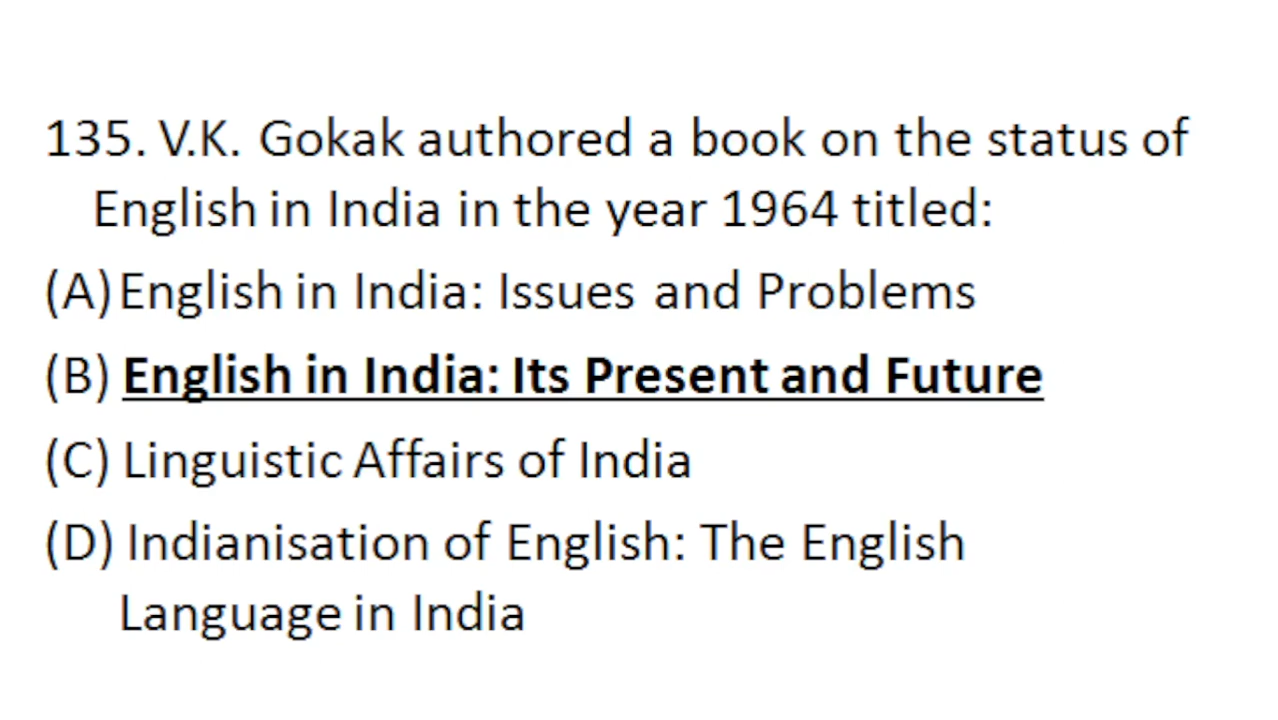 135. V.K. Gokak authored a book on the status of
English in India in the year 1964 titled:
(A) English in India: Issues and Problems
(B) English in India: Its Present and Future
(C) Linguistic Affairs of India
(D) Indianisation of English: The English
Language in India